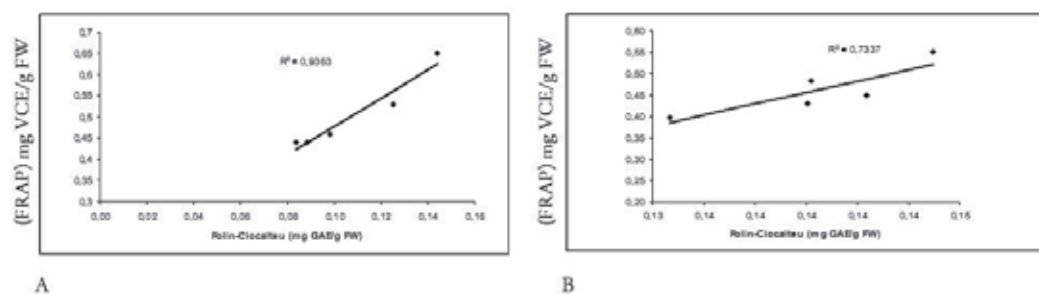 (FRAP) mg VCE/g FW
0,7
0,65
0,6
0,55
0,5
0,45
0,4
0,35
0,3
R² = 0,9363
0,00 0,02 0,04 0,06 0,08 0,10 0,12 0,14 0,16
Folin-Ciocalteu (mg GAE/g FW)
A
(FRAP) mg VCE/g FW
0,60
0,55
0,50
0,45
0,40
0,35
0,30
0,25
0,20
R² = 0,7337
0,13 0,14 0,14 0,14 0,14 0,14 0,15
Folin-Ciocalteu (mg GAE/g FW)
B